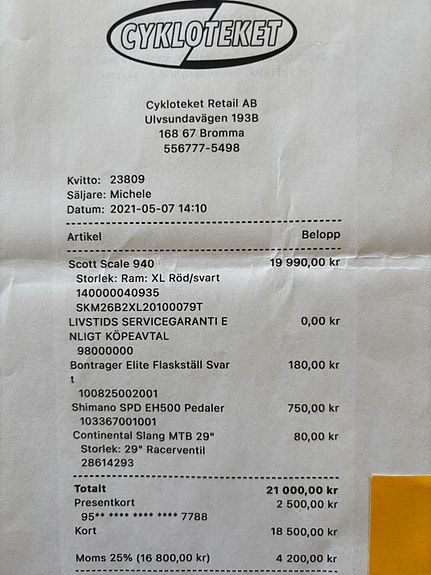 CYKLOTEKET
Cykloteket Retail AB
Ulvsundavägen 193B
168 67 Bromma
556777-5498
Kvitto: 23809
Säljare: Michele
Datum: 2021-05-07 14:10
Artikel Belopp
Scott Scale 940 19 990,00 kr
Storlek: Ram: XL Röd/svart
140000040935
SKM26B2XL20100079T
LIVSTIDS SERVICEGARANTI E 0,00 kr
NLIGT KÖPEAVTAL
98000000
Bontrager Elite Flaskställ Svar 180,00 kr
t
100825002001
Shimano SPD EH500 Pedaler 750,00 kr
103367001001
Continental Slang MTB 29" 80,00 kr
Storlek: 29" Racerventil
28614293
Totalt 21 000,00 kr
Presentkort 2 500,00 kr
95** **** **** **** 7788
Kort 18 500,00 kr
Moms 25% (16 800,00 kr) 4 200,00 kr